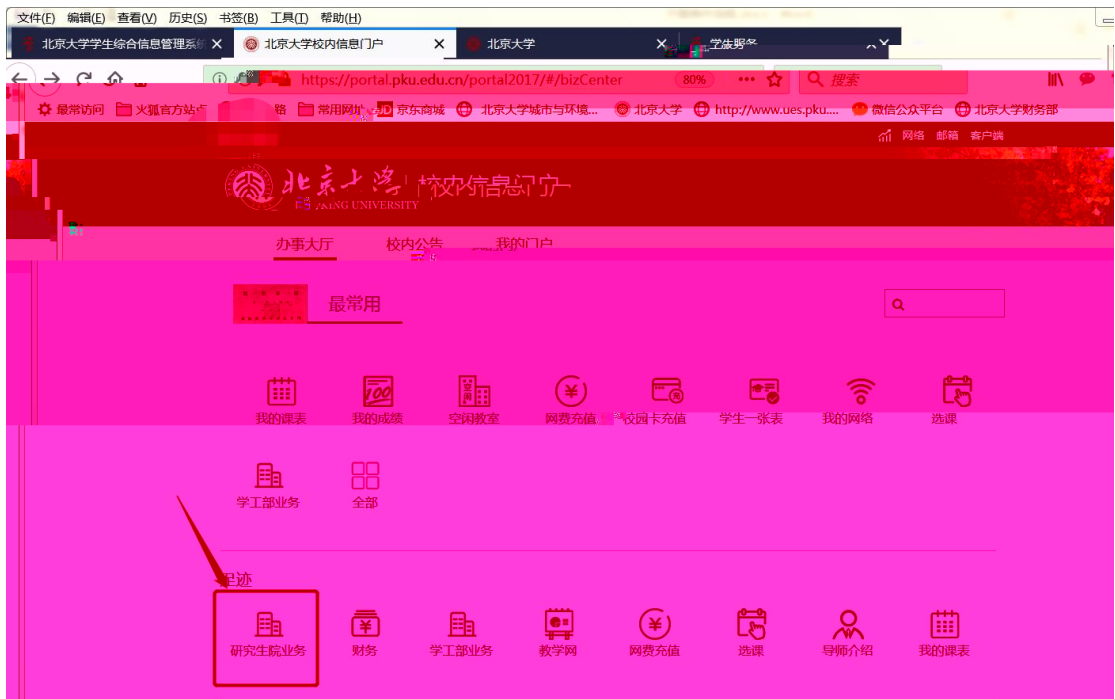 文件(F) 编辑(E) 查看(V) 历史(S) 书签(B) 工具(T) 帮助(H)
北京大学学生综合信息管理系统 北京大学校内信息门户 北京大学
https://portal.pku.edu.cn/portal2017/#/bizCenter 80% 搜索
最常访问 火狐官方站点 常用网址 京东商城 北京大学城市与环境... 北京大学 http://www.ues.pku.... 微信公众平台 北京大学财务部
网络 邮箱 客户端
北京大学 校内信息门户
UNIVERSITY
办事大厅 校内公告 我的门户
最常用
我的课表 我的成绩 空闲教室 网费充值 校园卡充值 学生一张表 我的网络 选课
学工部业务 全部
足迹
研究生院业务 财务 学工部业务 教学网 网费充值 选课 导师介绍 我的课表